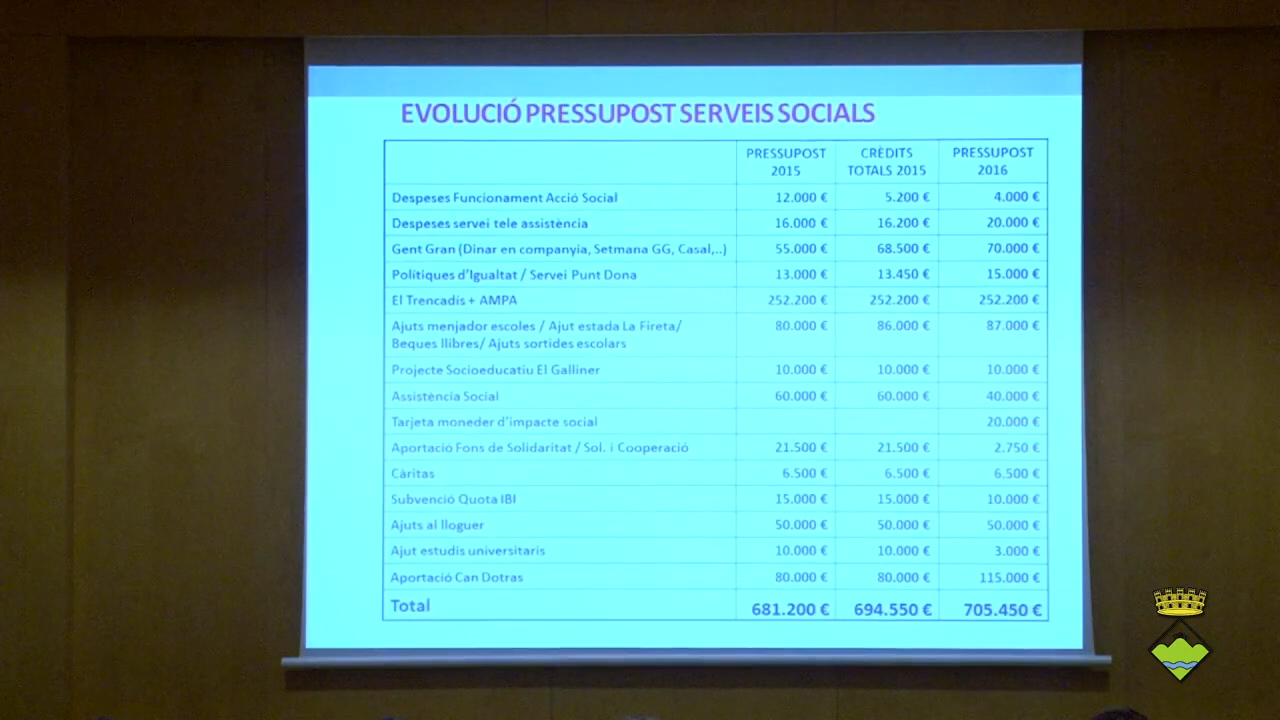 EVOLUCIÓ PRESSUPOST SERVEIS SOCIALS
PRESSUPOST 2015 CRÈDITS TOTALS 2015 PRESSUPOST 2016
Despeses Funcionament Acció Social 12.000 € 5.200 € 4.000 €
Despeses servei tele assistència 16.000 € 16.200 € 20.000 €
Gent Gran (Dinar en companyia, Setmana GG, Casal,..) 55.000 € 68.500 € 70.000 €
Polítiques d'Igualtat / Servei Punt Dona 13.000 € 13.450 € 15.000 €
El Trencadís + AMPA 252.200 € 252.200 € 252.200 €
Ajuts menjador escoles / Ajut estada La Fireta/ 80.000 € 86.000 € 87.000 €
Beques llibres/ Ajuts sortides escolars
Projecte Socioeducatiu El Galliner 10.000 € 10.000 € 10.000 €
Assistència Social 60.000 € 60.000 € 40.000 €
Tarjeta moneder d'impacte social 20.000 €
Aportació Fons de Solidaritat / Sol. i Cooperació 21.500 € 21.500 € 2.750 €
Càritas 6.500 € 6.500 € 6.500 €
Subvenció Quota IBI 15.000 € 15.000 € 10.000 €
Ajuts al lloguer 50.000 € 50.000 € 50.000 €
Ajut estudis universitaris 10.000 € 10.000 € 3.000 €
Aportació Can Dotras 80.000 € 80.000 € 115.000 €
Total 681.200 € 694.550 € 705.450 €